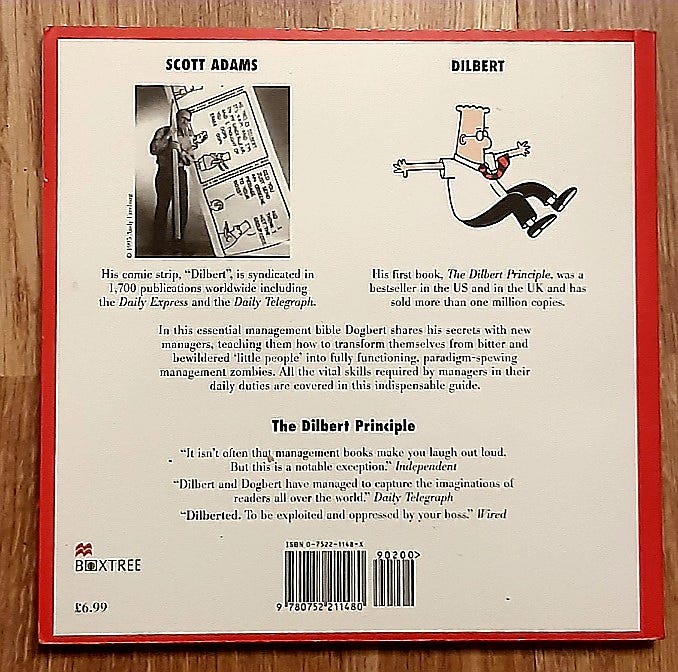 SCOTT ADAMS
DILBERT
© 1995 Andy Freeberg
His comic strip, “Dilbert”, is syndicated in
1,700 publications worldwide including
the Daily Express and the Daily Telegraph.
His first book, The Dilbert Principle, was a
bestseller in the US and in the UK and has
sold more than one million copies.
In this essential management bible Dogbert shares his secrets with new
managers, teaching them how to transform themselves from bitter and
bewildered ‘little people’ into fully functioning, paradigm-spewing
management zombies. All the vital skills required by managers in their
daily duties are covered in this indispensable guide.
The Dilbert Principle
“It isn’t often that management books make you laugh out loud.
But this is a notable exception.” Independent
“Dilbert and Dogbert have managed to capture the imaginations of
readers all over the world.” Daily Telegraph
“Dilberted. To be exploited and oppressed by your boss.” Wired
BOXTREE
£6.99
ISBN 0-7522-1148-X
90200>
9 780752 211480